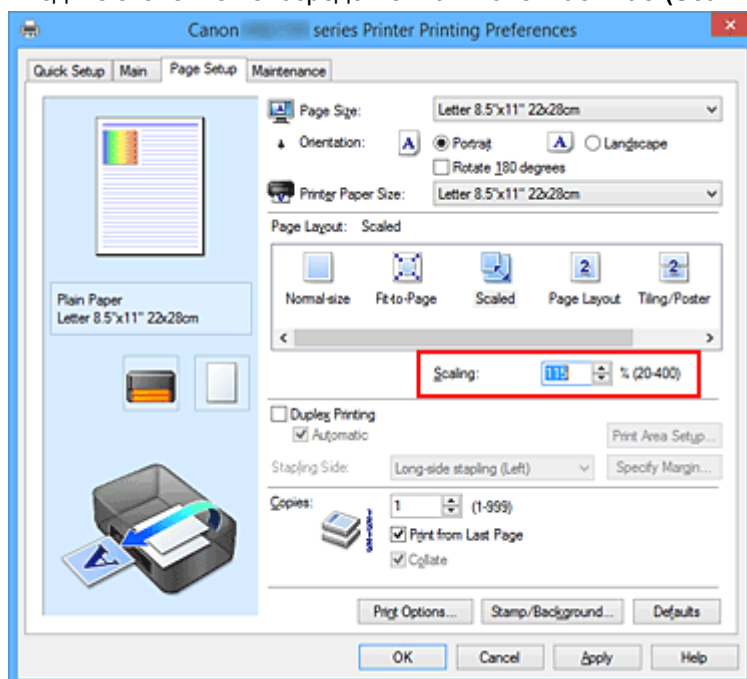 (Sca
Canon series Printer Printing Preferences
Quick Setup Main Page Setup Maintenance
Page Size: Letter 8.5"x11" 22x28cm
Orientation: A Portrait A Landscape
Rotate 180 degrees
Printer Paper Size: Letter 8.5"x11" 22x28cm
Page Layout: Scaled
Normal-size Fit-to-Page Scaled Page Layout Tiling/Poster
Plain Paper
Letter 8.5"x11" 22x28cm
Scaling: 115 % (20-400)
Duplex Printing
Automatic
Print Area Setup...
Stapling Side: Long-side stapling (Left) Specify Margin...
Copies: 1 (1-999)
Print from Last Page
Collate
Print Options... Stamp/Background... Defaults
OK Cancel Apply Help